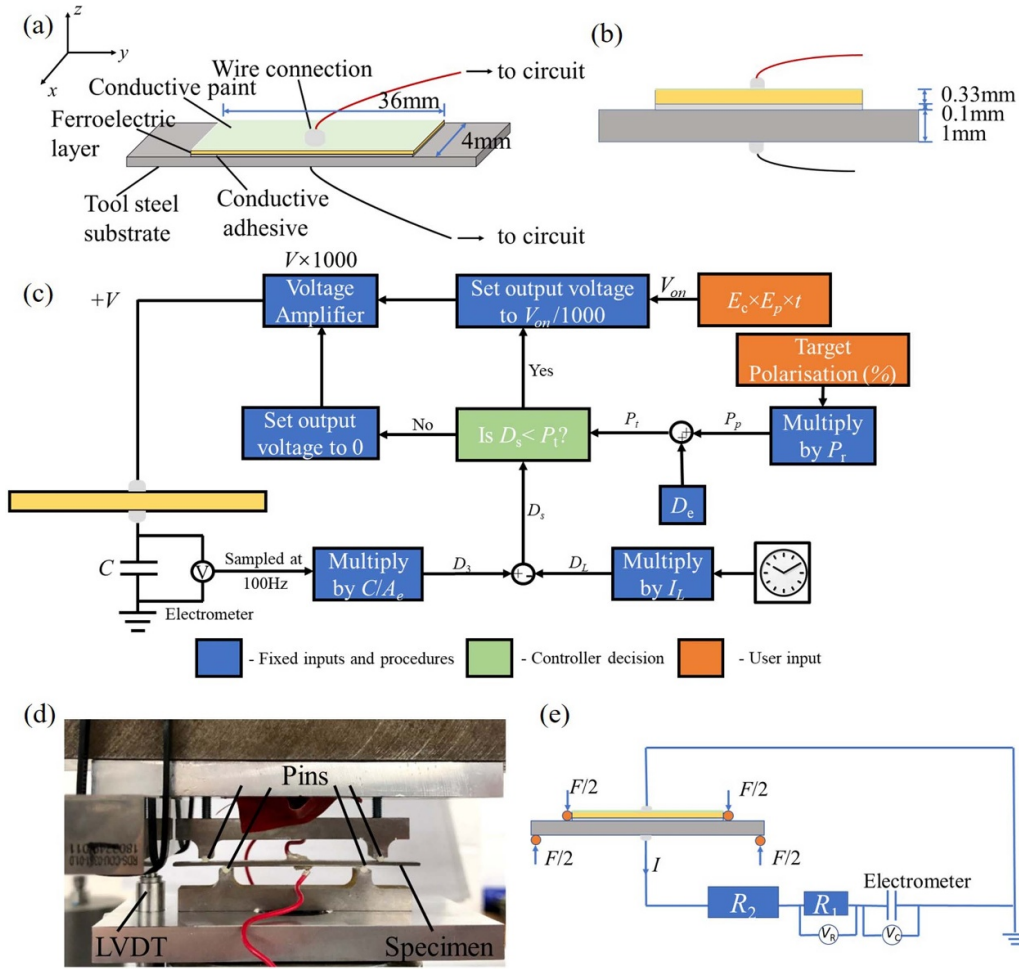 (a)
z
y
x
Wire connection
to circuit
Conductive paint
36mm
Ferroelectric
layer
4mm
Tool steel
substrate
Conductive
adhesive
to circuit
(b)
0.33mm
0.1mm
1mm
(c)
V×1000
+V
Voltage
Amplifier
Set output voltage
to Von/1000
Von
Ec×Ep×t
Target
Polarisation (%)
Yes
Set output
voltage to 0
No
Is Ds< Pt?
Pt
Pp
Multiply
by Pr
De
Ds
C
V
Sampled at
100Hz
Multiply
by C/Ae
D3
+
-
DL
Multiply
by IL
Electrometer
- Fixed inputs and procedures
- Controller decision
- User input
(d)
Pins
LVDT
Specimen
(e)
F/2
F/2
F/2
F/2
I
Electrometer
R2
R1
VR
VC